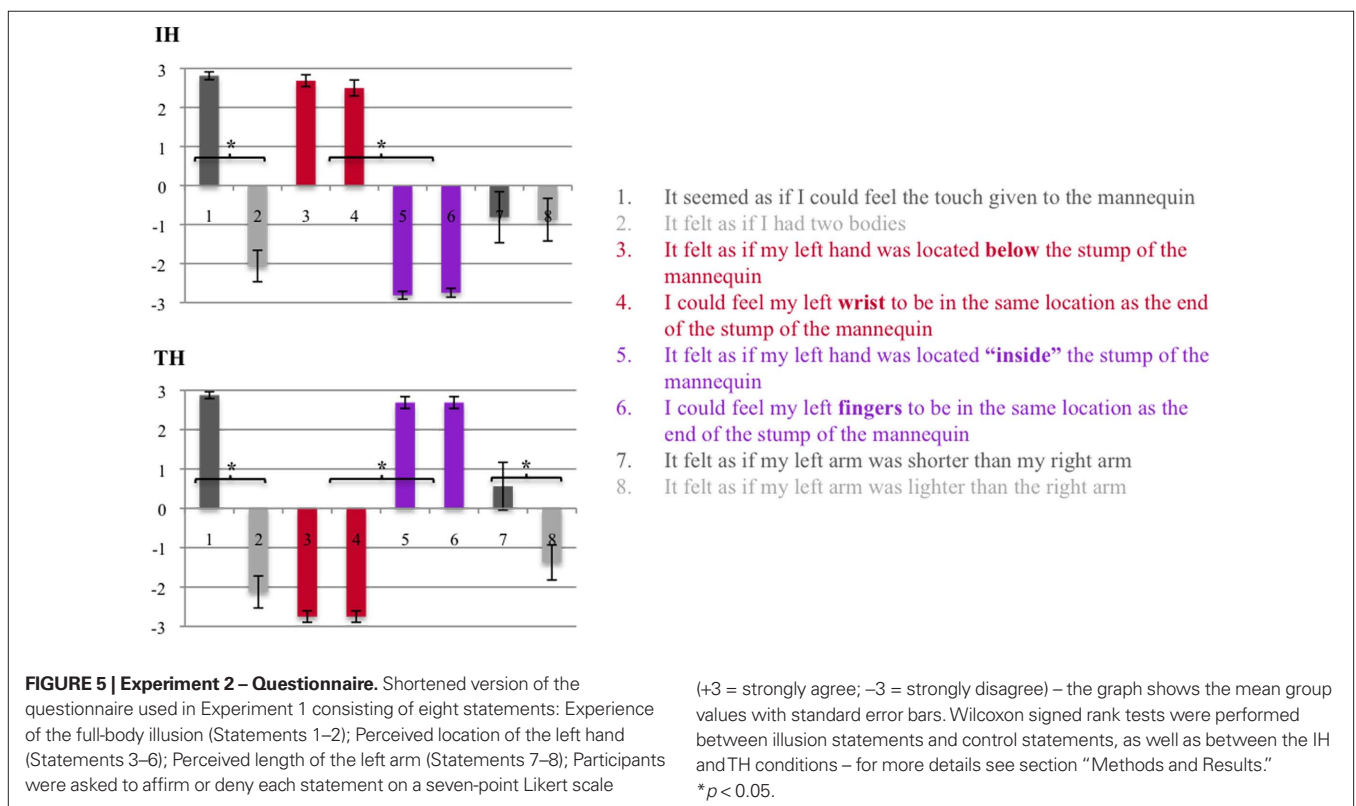 IH
3
2
1
*
*
0
1 2 3 4 5 6 7 8
-1
-2
-3
TH
3
2
1
*
*
*
0
1 2 3 4 5 6 7 8
-1
-2
-3
1. It seemed as if I could feel the touch given to the mannequin
2. It felt as if I had two bodies
3. It felt as if my left hand was located below the stump of the
mannequin
4. I could feel my left wrist to be in the same location as the end
of the stump of the mannequin
5. It felt as if my left hand was located “inside” the stump of the
mannequin
6. I could feel my left fingers to be in the same location as the
end of the stump of the mannequin
7. It felt as if my left arm was shorter than my right arm
8. It felt as if my left arm was lighter than the right arm
FIGURE 5 | Experiment 2 – Questionnaire. Shortened version of the
questionnaire used in Experiment 1 consisting of eight statements: Experience
of the full-body illusion (Statements 1–2); Perceived location of the left hand
(Statements 3–6); Perceived length of the left arm (Statements 7–8); Participants
were asked to affirm or deny each statement on a seven-point Likert scale
(+3 = strongly agree; –3 = strongly disagree) – the graph shows the mean group
values with standard error bars. Wilcoxon signed rank tests were performed
between illusion statements and control statements, as well as between the IH
and TH conditions – for more details see section “Methods and Results.”
*p < 0.05.